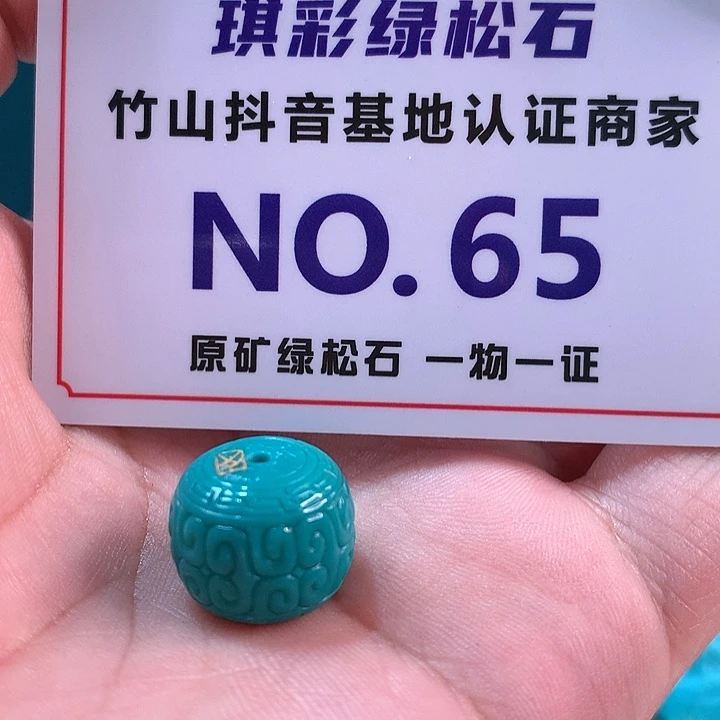 琪彩绿松石
竹山抖音基地认证商家
NO.65
原矿绿松石 一物一证